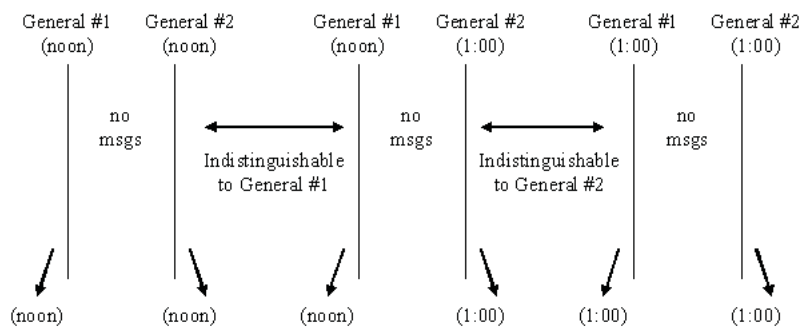 General #1 General #2 General #1 General #2 General #1 General #2
(noon) (noon) (noon) (1:00) (1:00) (1:00)
no no no
msgs msgs msgs
Indistinguishable Indistinguishable
to General #1 to General #2
(noon) (noon) (noon) (1:00) (1:00) (1:00)